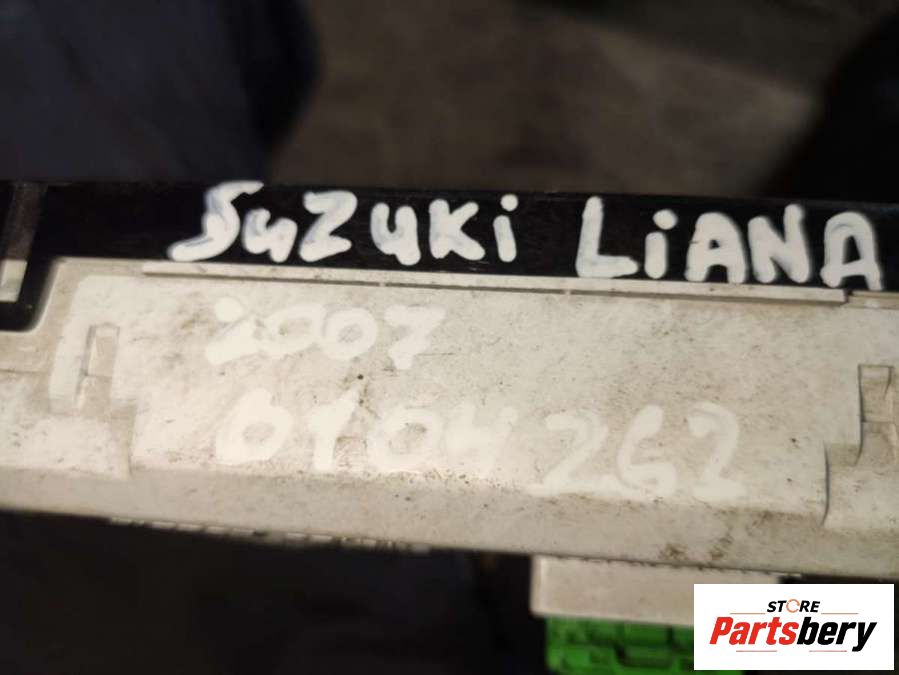 SuZuKi LiANA
2007
0104262
STORE
Partsbery